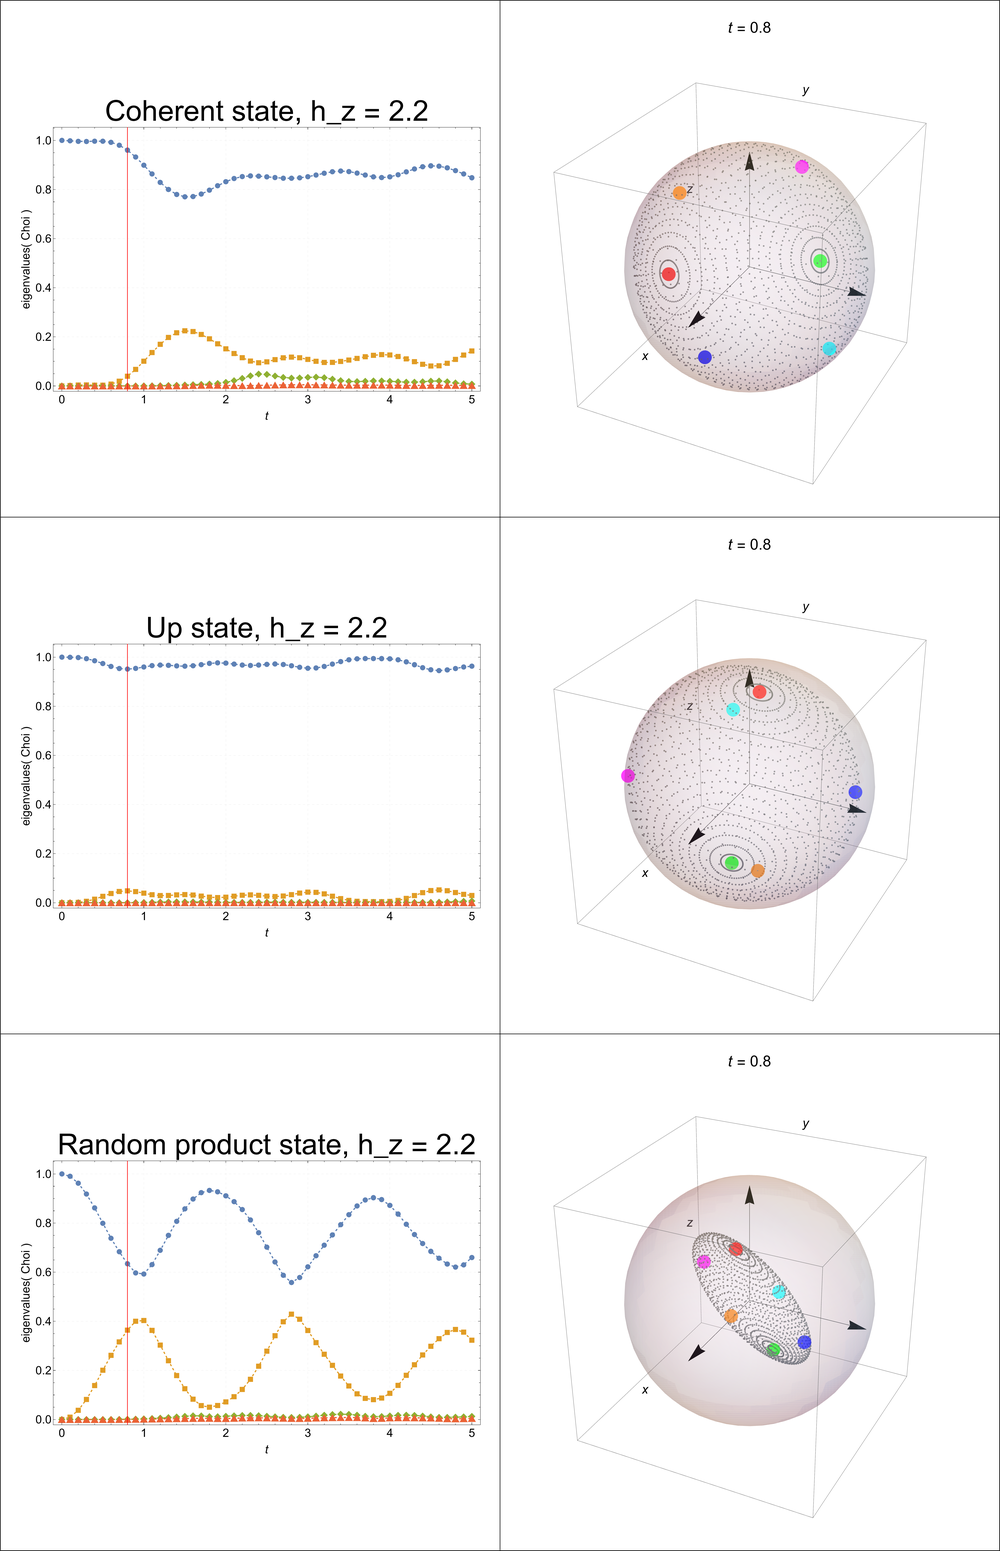 t = 0.8
Coherent state, h_z = 2.2
eigenvalues( Choi )
1.0
0.8
0.6
0.4
0.2
0.0
0 1 2 3 4 5
t
y
z
x
t = 0.8
Up state, h_z = 2.2
eigenvalues( Choi )
1.0
0.8
0.6
0.4
0.2
0.0
0 1 2 3 4 5
t
y
z
x
t = 0.8
Random product state, h_z = 2.2
eigenvalues( Choi )
1.0
0.8
0.6
0.4
0.2
0.0
0 1 2 3 4 5
t
y
z
x